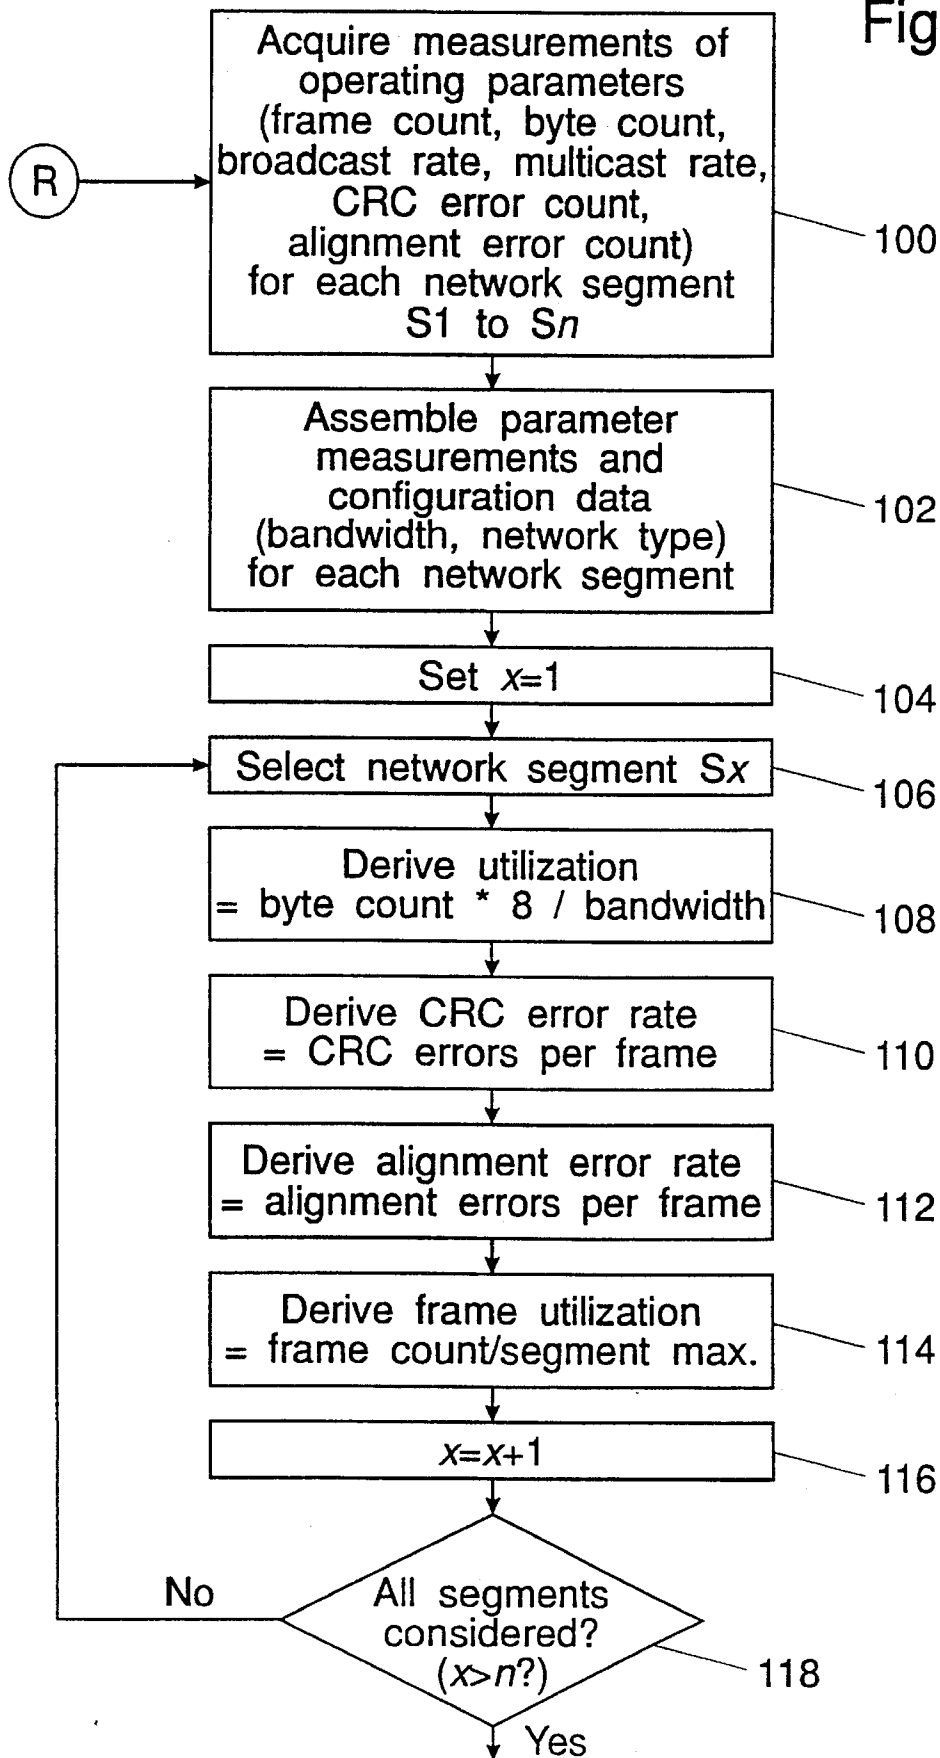 Fig
Acquire measurements of
operating parameters
(frame count, byte count,
broadcast rate, multicast rate,
CRC error count,
alignment error count)
for each network segment
S1 to Sn
R
100
Assemble parameter
measurements and
configuration data
(bandwidth, network type)
for each network segment
102
Set x=1
104
Select network segment Sx
106
Derive utilization
= byte count * 8 / bandwidth
108
Derive CRC error rate
= CRC errors per frame
110
Derive alignment error rate
= alignment errors per frame
112
Derive frame utilization
= frame count/segment max.
114
x=x+1
116
No
All segments
considered?
(x>n?)
118
Yes